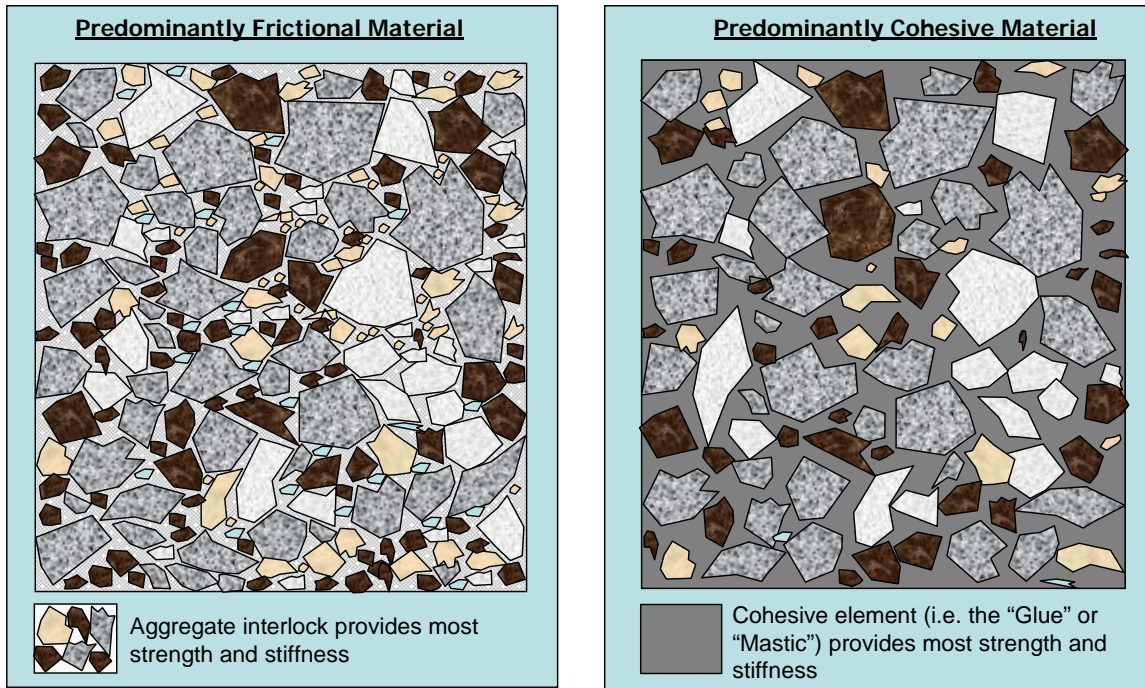 Predominantly Frictional Material
Aggregate interlock provides most
strength and stiffness
Predominantly Cohesive Material
Cohesive element (i.e. the “Glue” or
“Mastic”) provides most strength and
stiffness